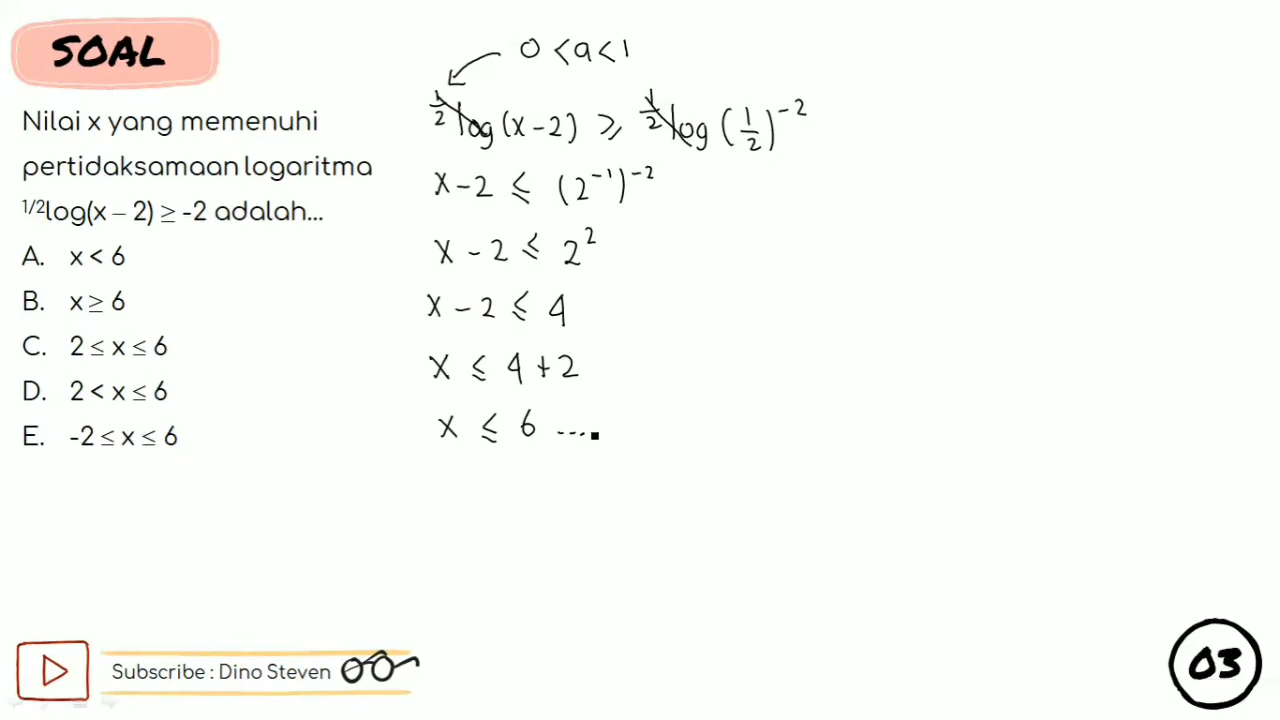 SOAL
Nilai x yang memenuhi
pertidaksamaan logaritma
¹/²log(x – 2) ≥ -2 adalah...
A. x < 6
B. x ≥ 6
C. 2 ≤ x ≤ 6
D. 2 < x ≤ 6
E. -2 ≤ x ≤ 6
0 < a < 1
½log(x-2) ≥ ½log(1/2)⁻²
x-2 ≤ (2⁻¹)⁻²
x - 2 ≤ 2²
x - 2 ≤ 4
x ≤ 4 + 2
x ≤ 6 ....
Subscribe : Dino Steven
03